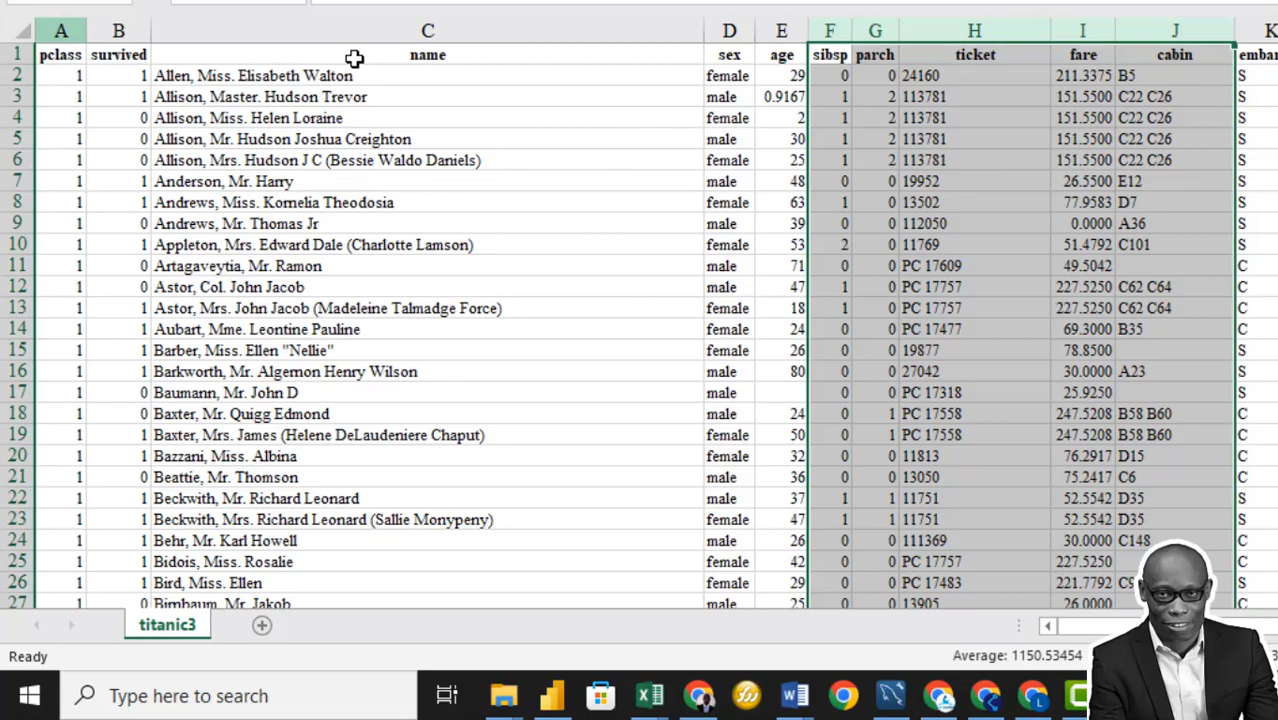 A B C D E F G H I J K
1 pclass survived name sex age sibsp parch ticket fare cabin embar
2 1 1 Allen, Miss. Elisabeth Walton female 29 0 0 24160 211.3375 B5 S
3 1 1 Allison, Master. Hudson Trevor male 0.9167 1 2 113781 151.5500 C22 C26 S
4 1 0 Allison, Miss. Helen Loraine female 2 1 2 113781 151.5500 C22 C26 S
5 1 0 Allison, Mr. Hudson Joshua Creighton male 30 1 2 113781 151.5500 C22 C26 S
6 1 0 Allison, Mrs. Hudson J C (Bessie Waldo Daniels) female 25 1 2 113781 151.5500 C22 C26 S
7 1 1 Anderson, Mr. Harry male 48 0 0 19952 26.5500 E12 S
8 1 1 Andrews, Miss. Kornelia Theodosia female 63 1 0 13502 77.9583 D7 S
9 1 0 Andrews, Mr. Thomas Jr male 39 0 0 112050 0.0000 A36 S
10 1 1 Appleton, Mrs. Edward Dale (Charlotte Lamson) female 53 2 0 11769 51.4792 C101 S
11 1 0 Artagaveytia, Mr. Ramon male 71 0 0 PC 17609 49.5042 C
12 1 0 Astor, Col. John Jacob male 47 1 0 PC 17757 227.5250 C62 C64 C
13 1 1 Astor, Mrs. John Jacob (Madeleine Talmadge Force) female 18 1 0 PC 17757 227.5250 C62 C64 C
14 1 1 Aubart, Mme. Leontine Pauline female 24 0 0 PC 17477 69.3000 B35 C
15 1 1 Barber, Miss. Ellen "Nellie" female 26 0 0 19877 78.8500 S
16 1 1 Barkworth, Mr. Algernon Henry Wilson male 80 0 0 27042 30.0000 A23 S
17 1 0 Baumann, Mr. John D male 0 0 PC 17318 25.9250 S
18 1 0 Baxter, Mr. Quigg Edmond male 24 0 1 PC 17558 247.5208 B58 B60 C
19 1 1 Baxter, Mrs. James (Helene DeLaudeniere Chaput) female 50 0 1 PC 17558 247.5208 B58 B60 C
20 1 1 Bazzani, Miss. Albina female 32 0 0 11813 76.2917 D15 C
21 1 0 Beattie, Mr. Thomson male 36 0 0 13050 75.2417 C6 C
22 1 1 Beckwith, Mr. Richard Leonard male 37 1 1 11751 52.5542 D35 S
23 1 1 Beckwith, Mrs. Richard Leonard (Sallie Monypeny) female 47 1 1 11751 52.5542 D35 S
24 1 1 Behr, Mr. Karl Howell male 26 0 0 111369 30.0000 C148 C
25 1 1 Bidois, Miss. Rosalie female 42 0 0 PC 17757 227.5250 C
26 1 1 Bird, Miss. Ellen female 29 0 0 PC 17483 221.7792 S
27 1 0 Birnbaum, Mr. Jakob male 25 0 0 13905 26.0000 C
titanic3
Ready Average: 1150.53454
Type here to search